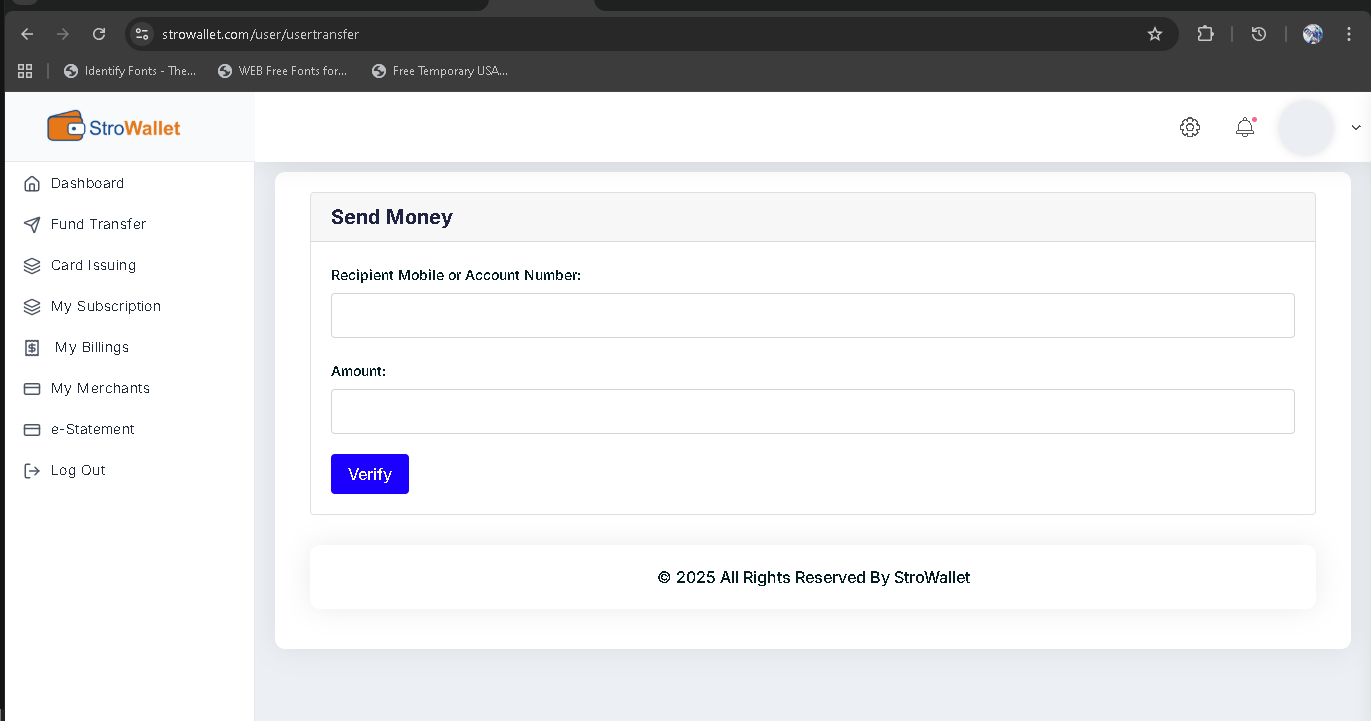 strowallet.com/user/usertransfer
Identify Fonts - The... WEB Free Fonts for... Free Temporary USA...
StroWallet
Dashboard
Fund Transfer
Card Issuing
My Subscription
My Billings
My Merchants
e-Statement
Log Out
Send Money
Recipient Mobile or Account Number:
Amount:
Verify
© 2025 All Rights Reserved By StroWallet